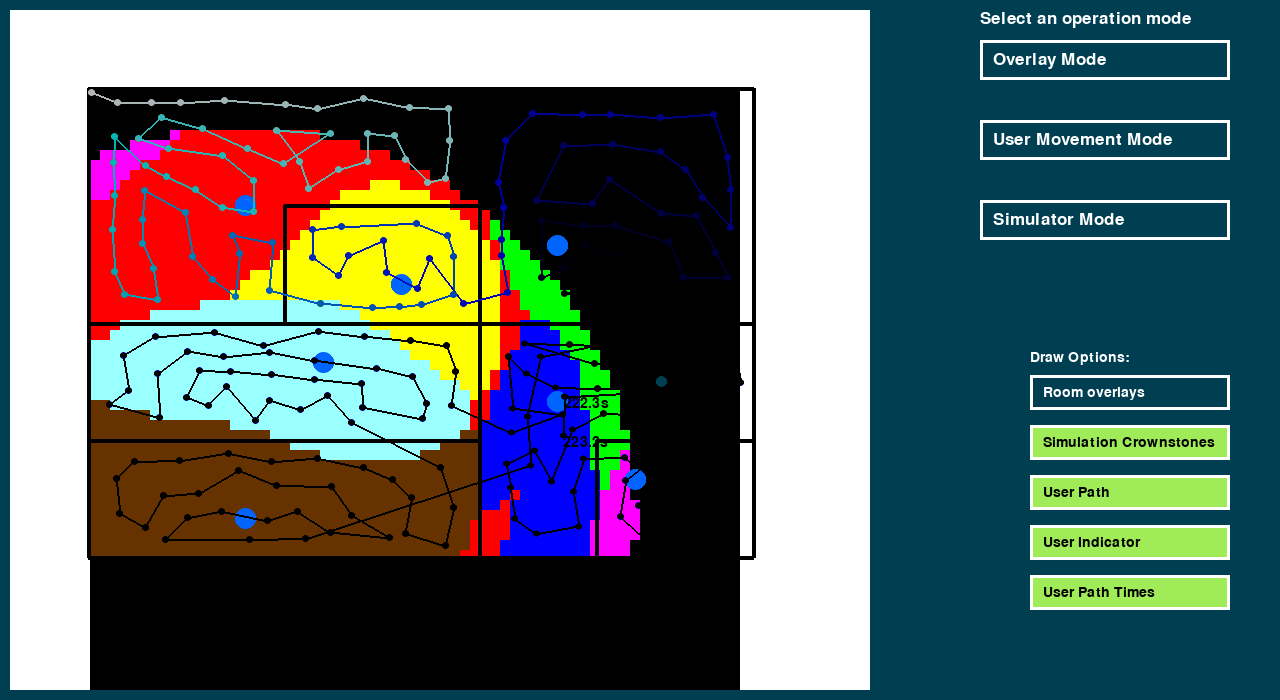 Select an operation mode
Overlay Mode
User Movement Mode
Simulator Mode
Draw Options:
Room overlays
Simulation Crownstones
User Path
User Indicator
User Path Times
222.3s
223.2s